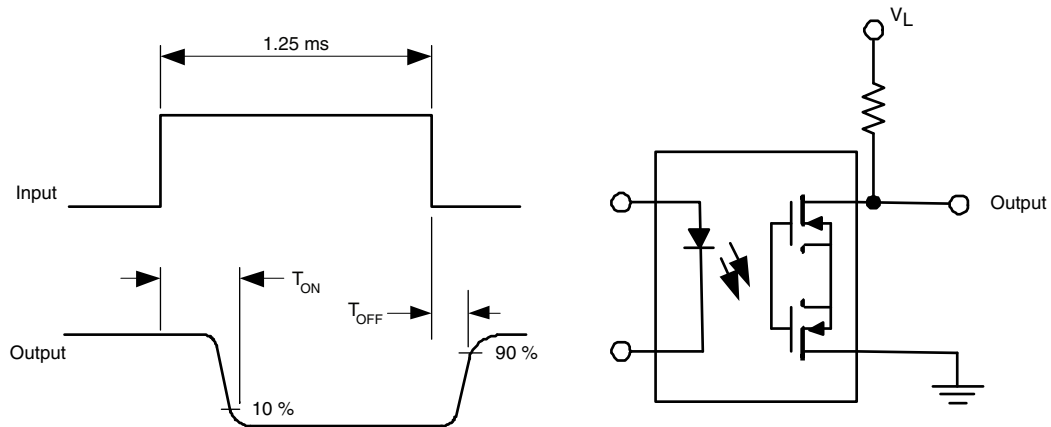 1.25 ms
Input
TON
TOFF
Output
10 %
90 %
VL
Output